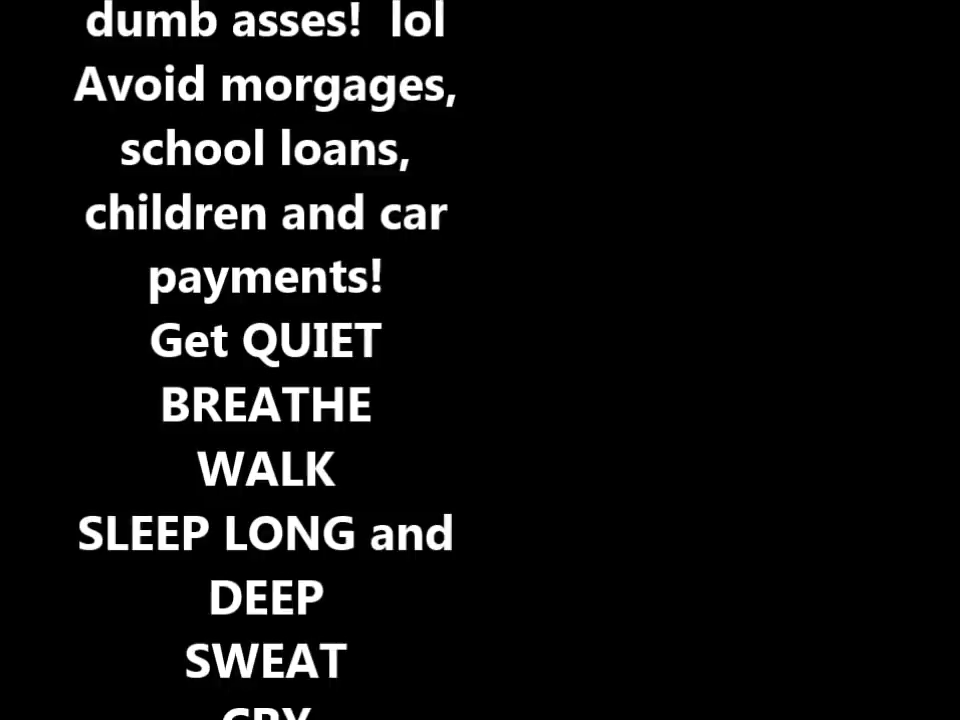 dumb asses!  lol
Avoid morgages,
school loans,
children and car
payments!
Get QUIET
BREATHE
WALK
SLEEP LONG and
DEEP
SWEAT
CRY